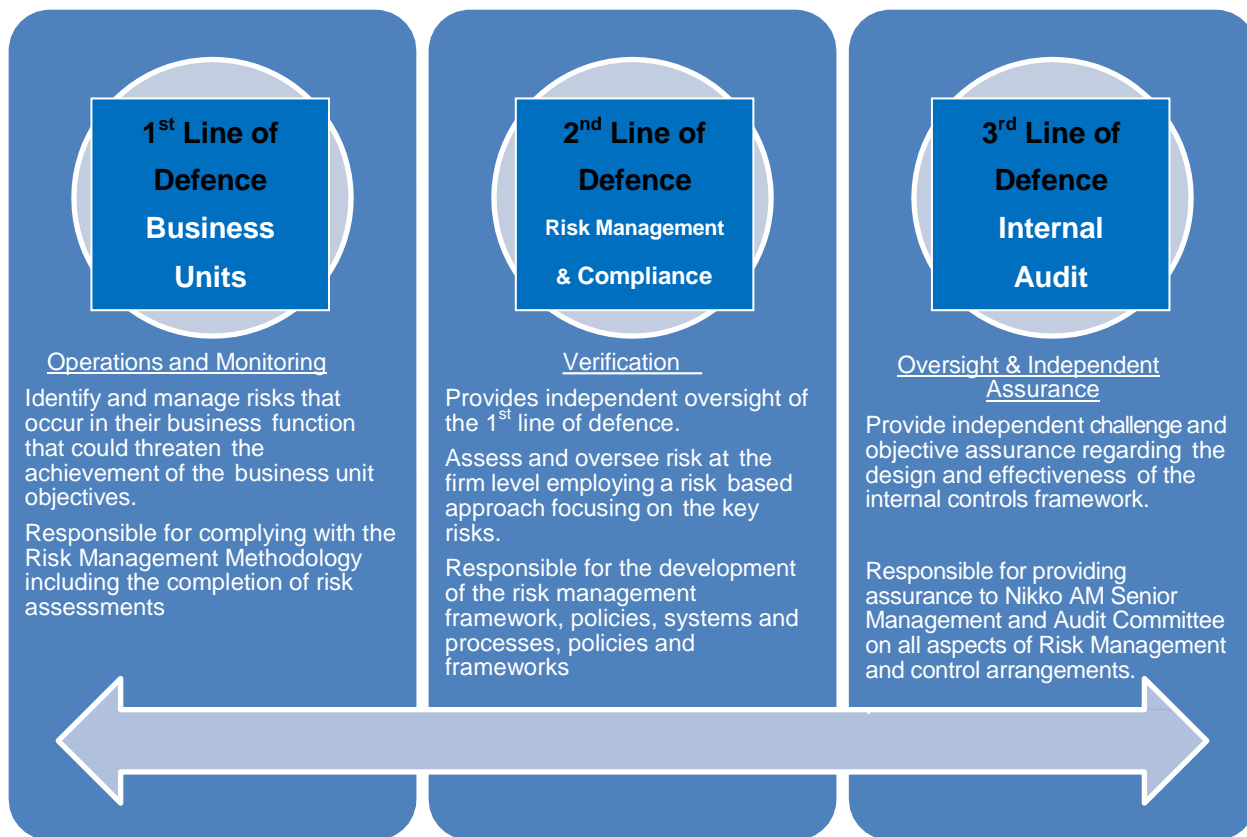 1st Line of
Defence
Business
Units
Operations and Monitoring
Identify and manage risks that
occur in their business function
that could threaten the
achievement of the business unit
objectives.
Responsible for complying with the
Risk Management Methodology
including the completion of risk
assessments
2nd Line of
Defence
Risk Management
& Compliance
Verification
Provides independent oversight of
the 1st line of defence.
Assess and oversee risk at the
firm level employing a risk based
approach focusing on the key
risks.
Responsible for the development
of the risk management
framework, policies, systems and
processes, policies and
frameworks
3rd Line of
Defence
Internal
Audit
Oversight & Independent
Assurance
Provide independent challenge and
objective assurance regarding the
design and effectiveness of the
internal controls framework.
Responsible for providing
assurance to Nikko AM Senior
Management and Audit Committee
on all aspects of Risk Management
and control arrangements.